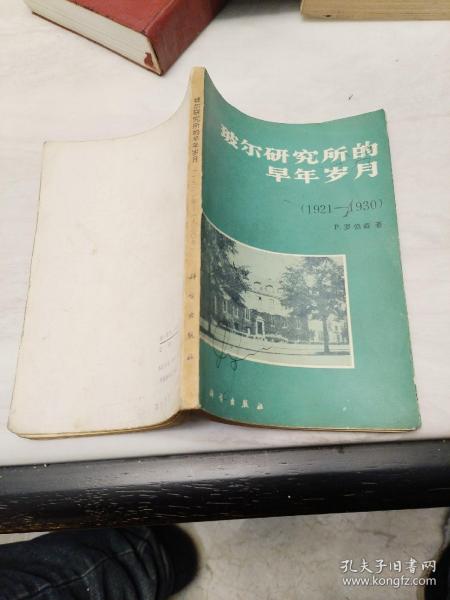 玻尔研究所的
早年岁月
(1921—1930)
P.罗伯森 著
科学出版社
玻尔研究所的早年岁月
科学出版社
孔夫子旧书网
www.kongfz.com